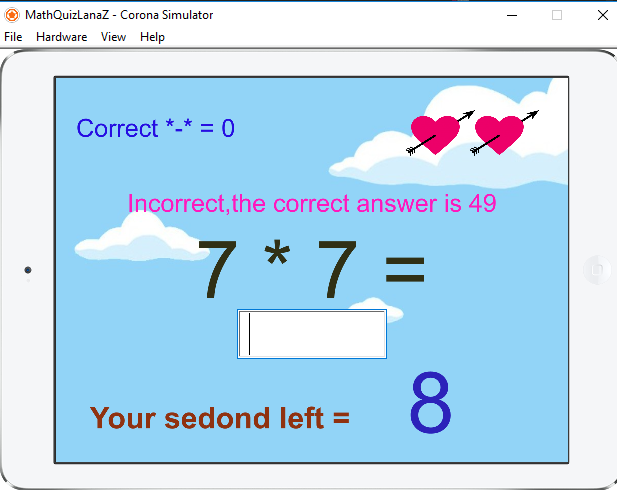 MathQuizLanaZ - Corona Simulator
File Hardware View Help
Correct *-* = 0
Incorrect,the correct answer is 49
7 * 7 =
Your sedond left = 8